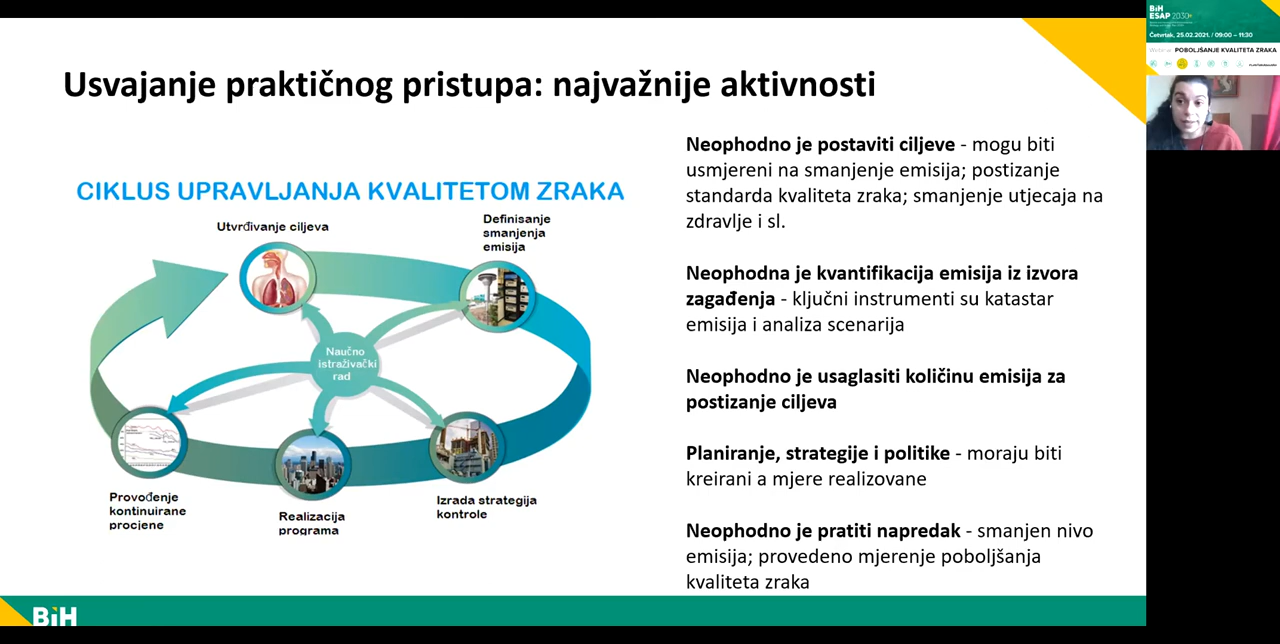 Usvajanje praktičnog pristupa: najvažnije aktivnosti
CIKLUS UPRAVLJANJA KVALITETOM ZRAKA
Utvrđivanje ciljeva
Definisanje
smanjenja
emisija
Naučno
istraživački
rad
Provođenje
kontinuirane
procjene
Realizacija
programa
Izrada strategija
kontrole
Neophodno je postaviti ciljeve - mogu biti
usmjereni na smanjenje emisija; postizanje
standarda kvaliteta zraka; smanjenje utjecaja na
zdravlje i sl.
Neophodna je kvantifikacija emisija iz izvora
zagađenja - ključni instrumenti su katastar
emisija i analiza scenarija
Neophodno je usaglasiti količinu emisija za
postizanje ciljeva
Planiranje, strategije i politike - moraju biti
kreirani a mjere realizovane
Neophodno je pratiti napredak - smanjen nivo
emisija; provedeno mjerenje poboljšanja
kvaliteta zraka
BiH
BiH
ESAP 2030+
Četvrtak, 25.02.2021. / 09:00 – 11:30
Webinar: POBOLJŠANJE KVALITETA ZRAKA